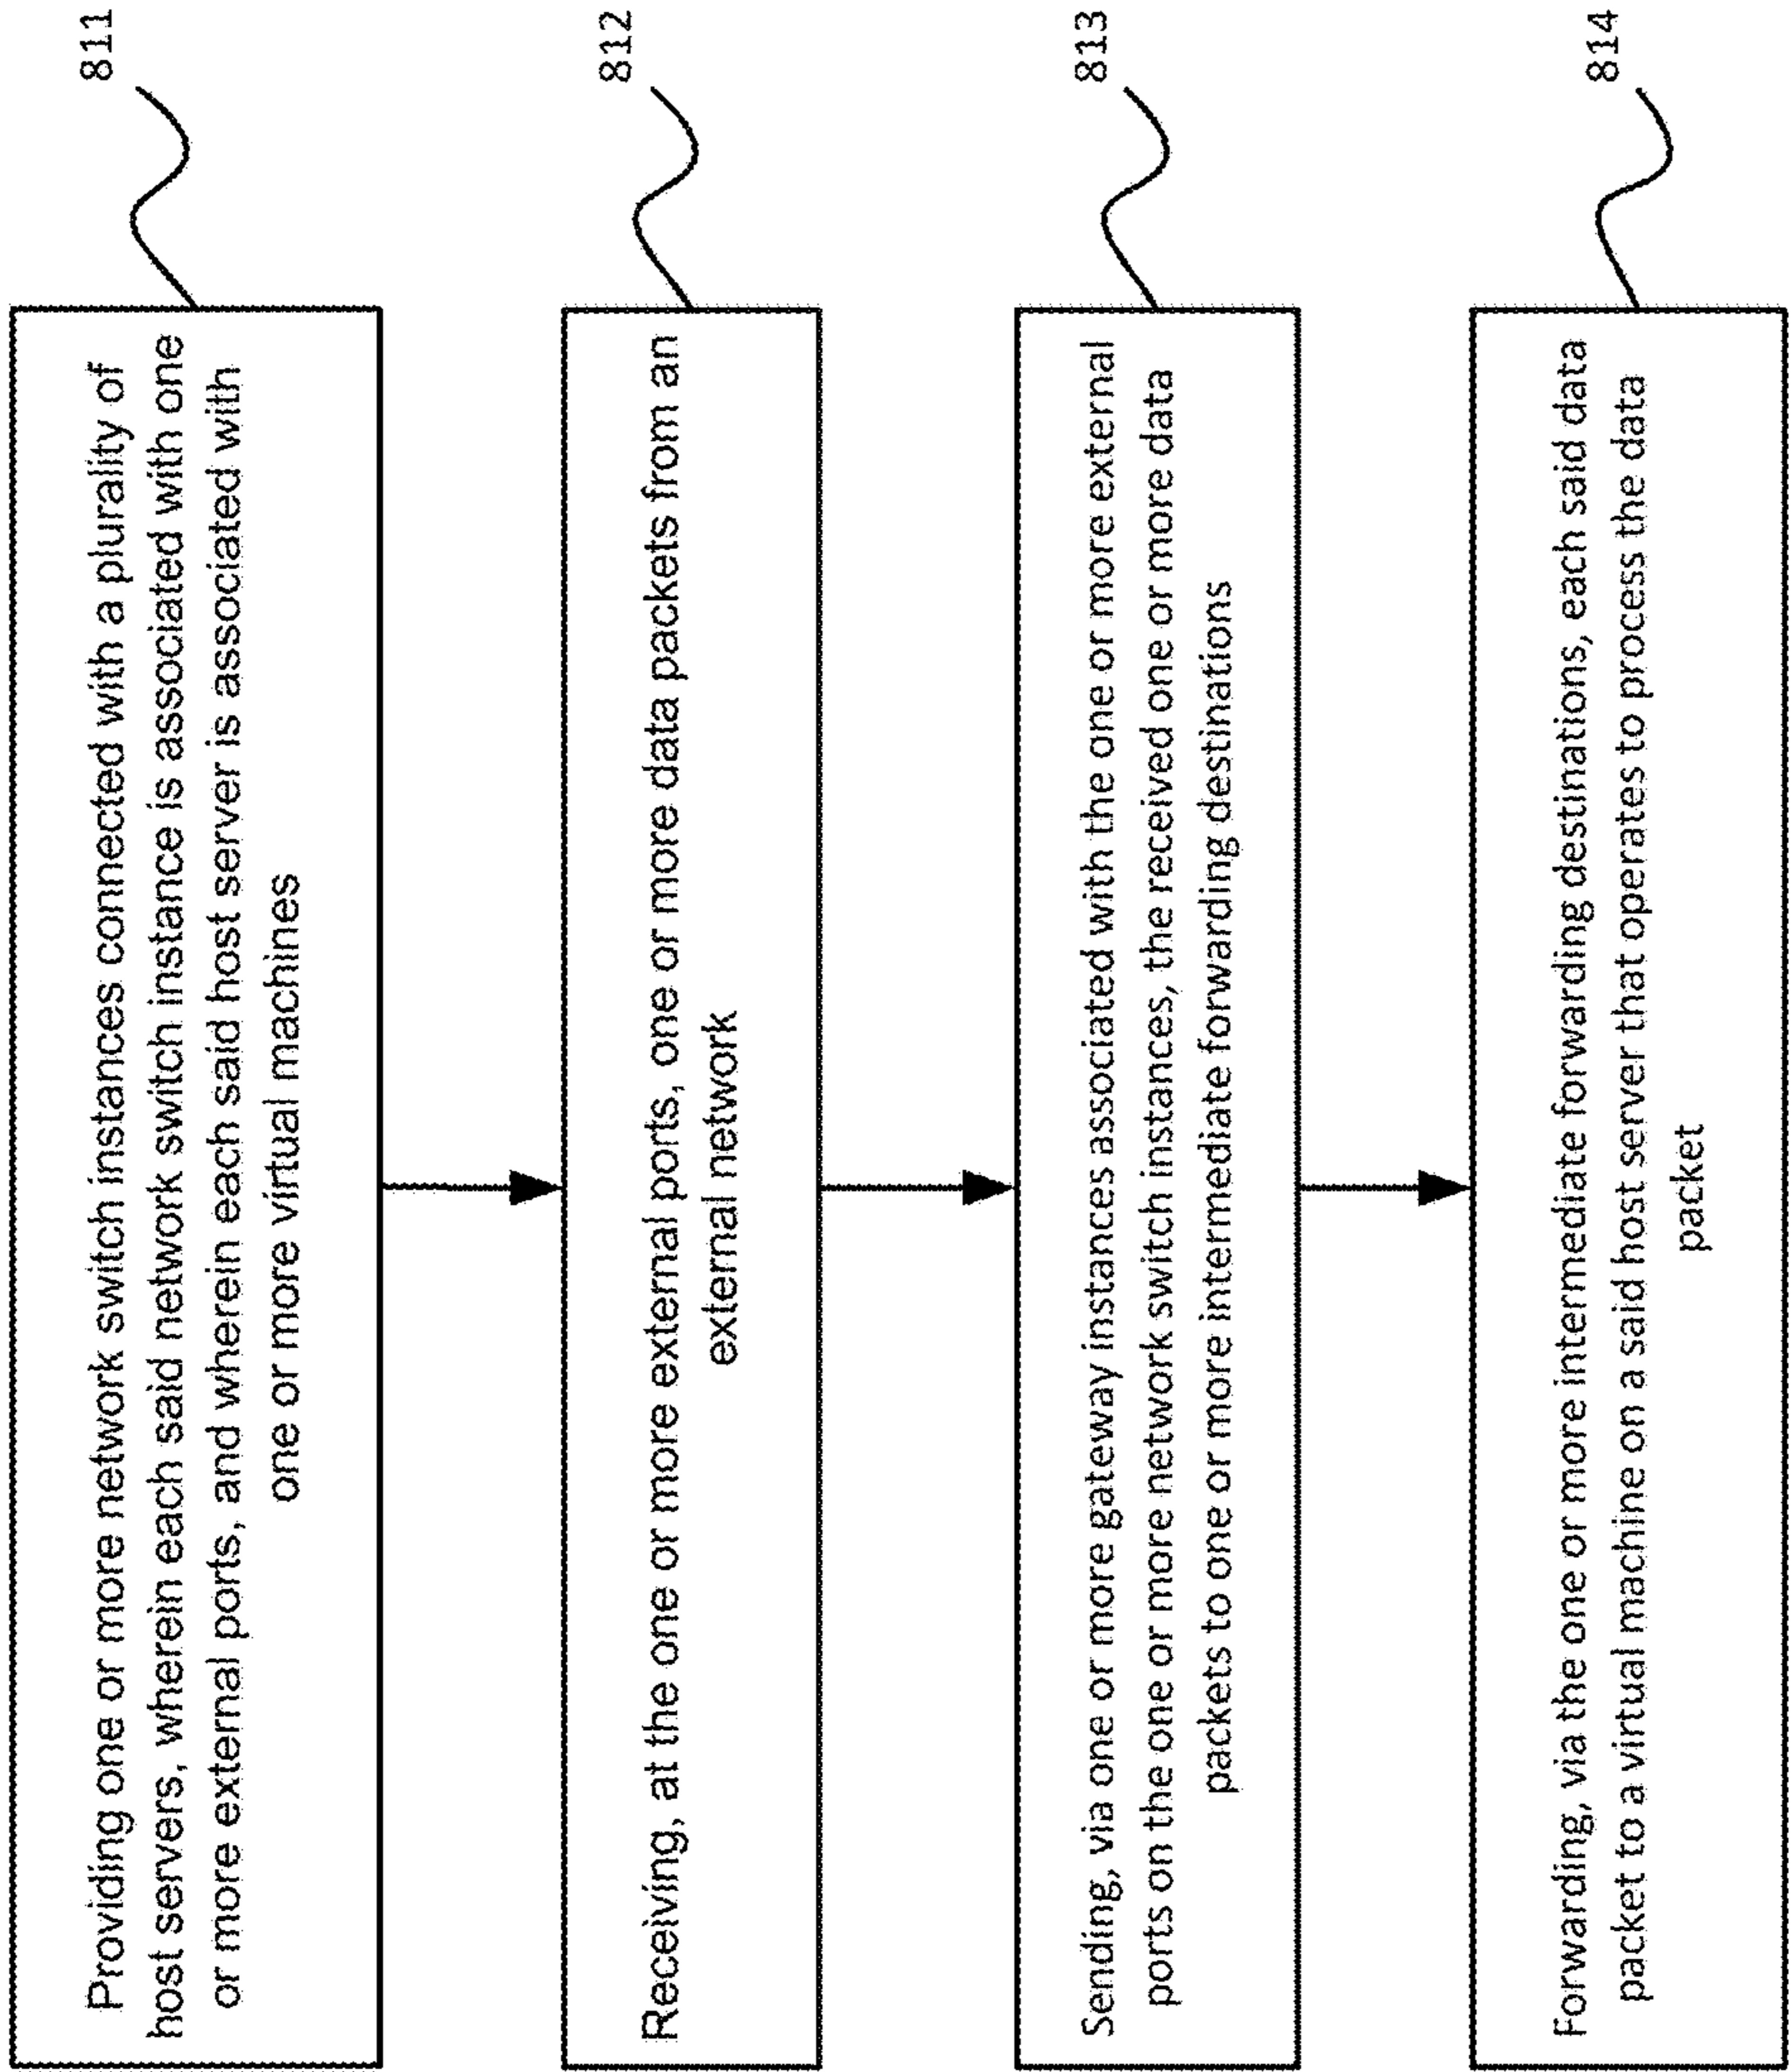 Providing one or more network switch instances connected with a plurality of
host servers, wherein each said network switch instance is associated with one
or more external ports, and wherein each said host server is associated with
one or more virtual machines
811
Receiving, at the one or more external ports, one or more data packets from an
external network
812
Sending, via one or more gateway instances associated with the one or more external
ports on the one or more network switch instances, the received one or more data
packets to one or more intermediate forwarding destinations
813
Forwarding, via the one or more intermediate forwarding destinations, each said data
packet to a virtual machine on a said host server that operates to process the data
packet
814